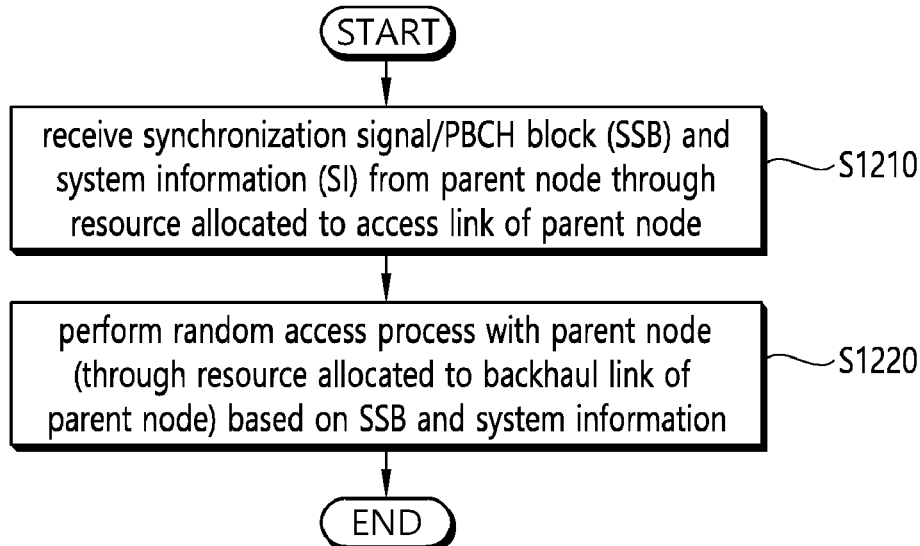 START
receive synchronization signal/PBCH block (SSB) and
system information (SI) from parent node through
resource allocated to access link of parent node
S1210
perform random access process with parent node
(through resource allocated to backhaul link of
parent node) based on SSB and system information
S1220
END